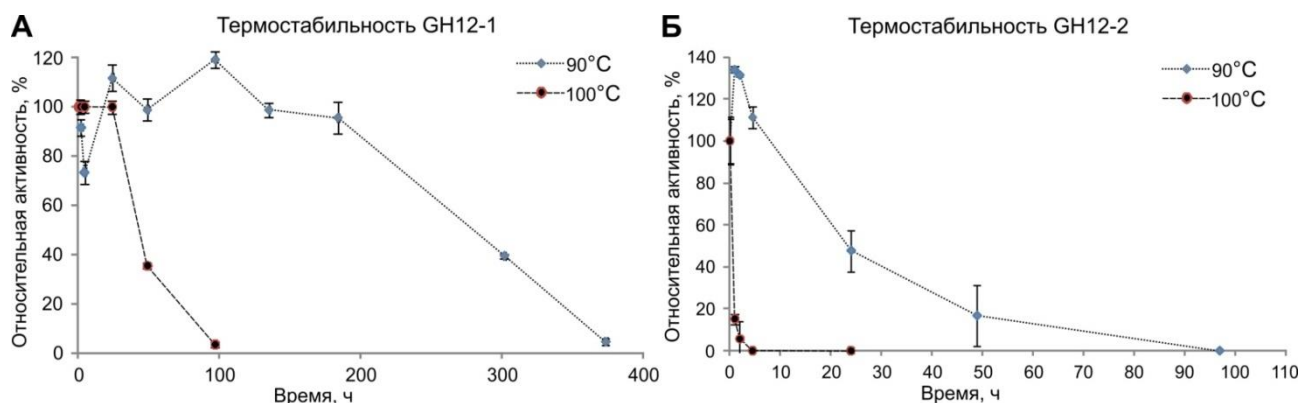 А
Термостабильность GH12-1
Относительная активность, %
120
100
80
60
40
20
0
90°C
100°C
0
100
200
300
400
Время, ч
Б
Термостабильность GH12-2
Относительная активность, %
140
120
100
80
60
40
20
0
90°C
100°C
0
10
20
30
40
50
60
70
80
90
100
110
Время, ч